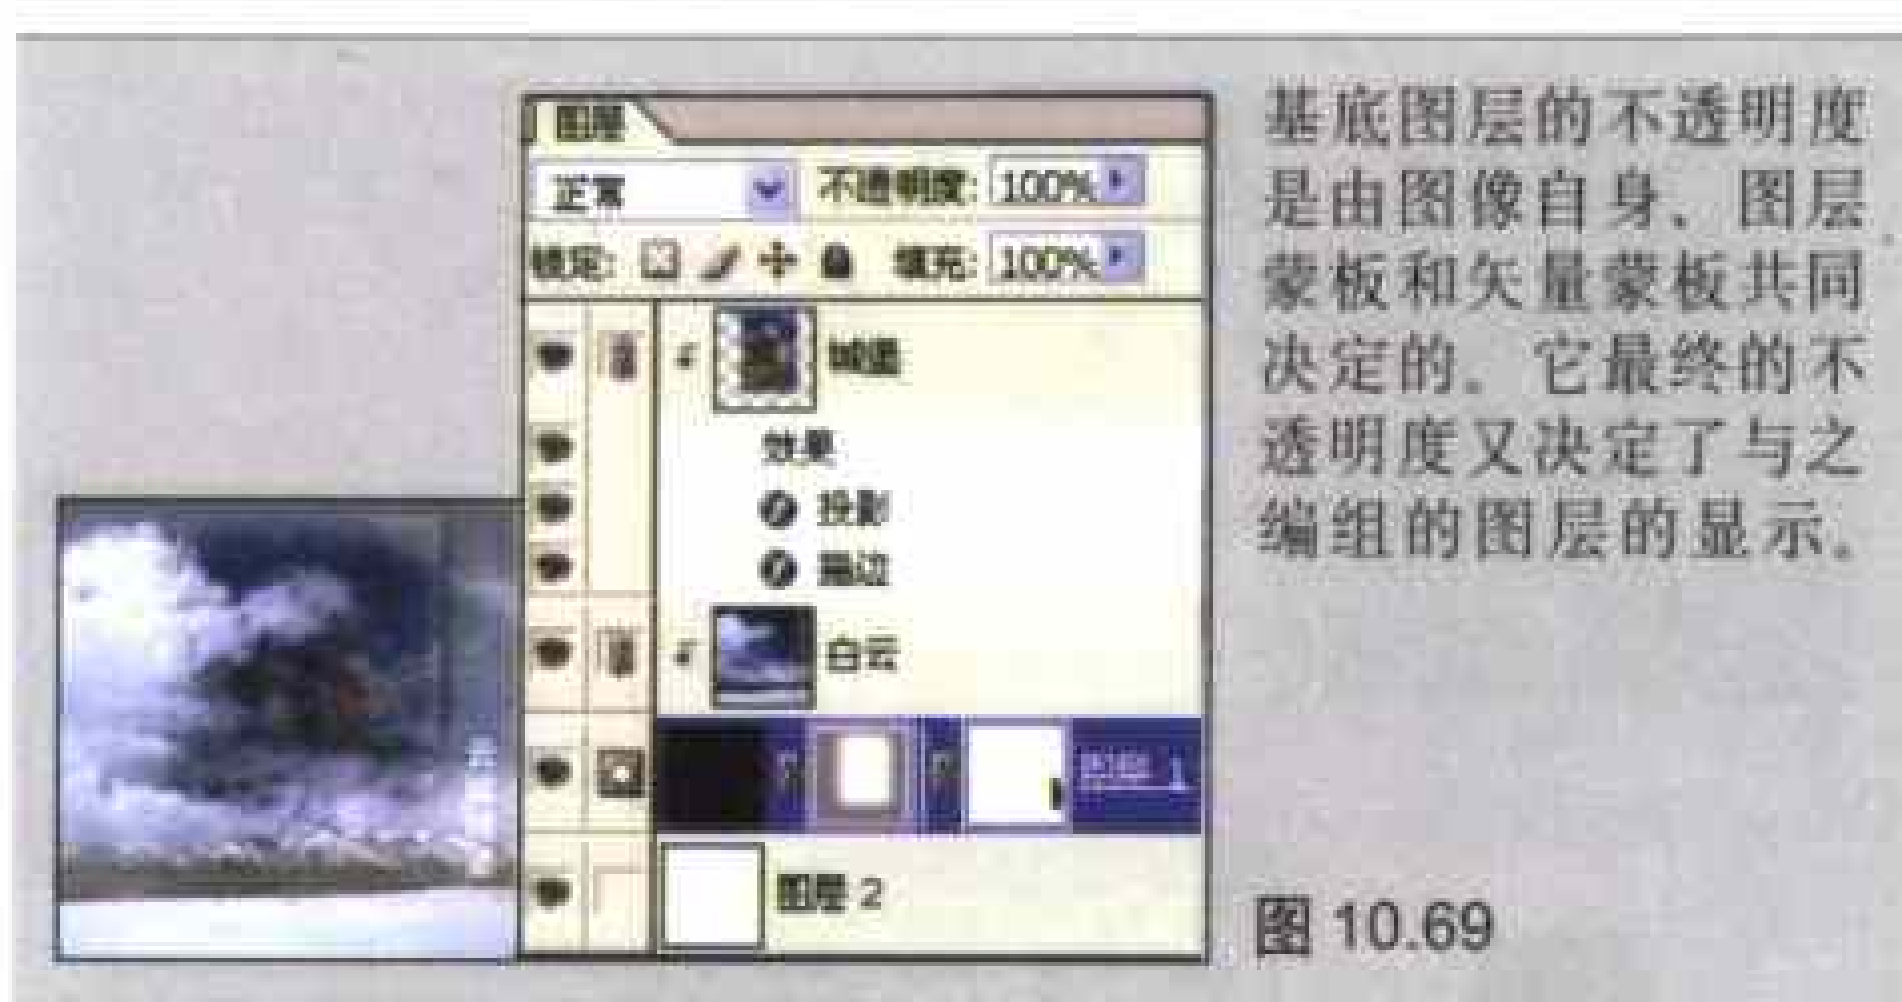 图层
正常 不透明度: 100%
锁定: 填充: 100%
城堡
效果
投影
描边
白云
图层 2
基底图层的不透明度
是由图像自身、图层
蒙板和矢量蒙板共同
决定的。它最终的不
透明度又决定了与之
编组的图层的显示。
图 10.69